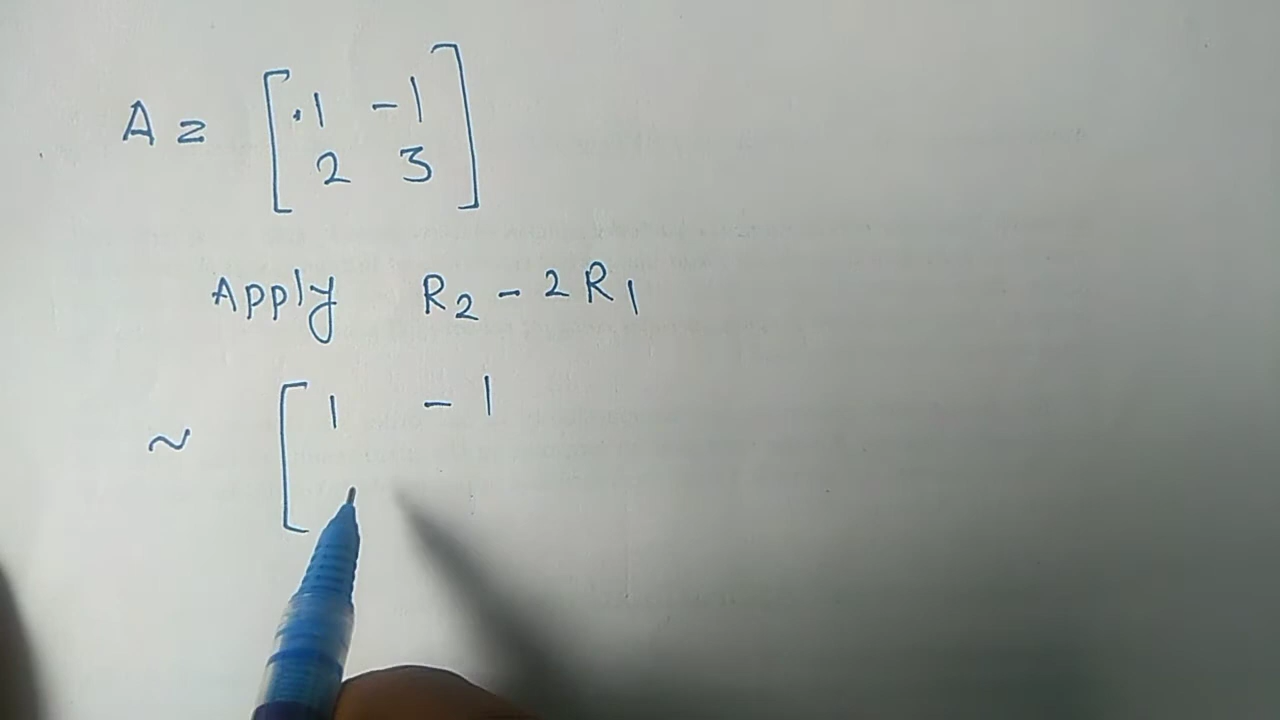 A = [ 1 -1
2 3 ]
Apply R2 - 2R1
~ [ 1 -1